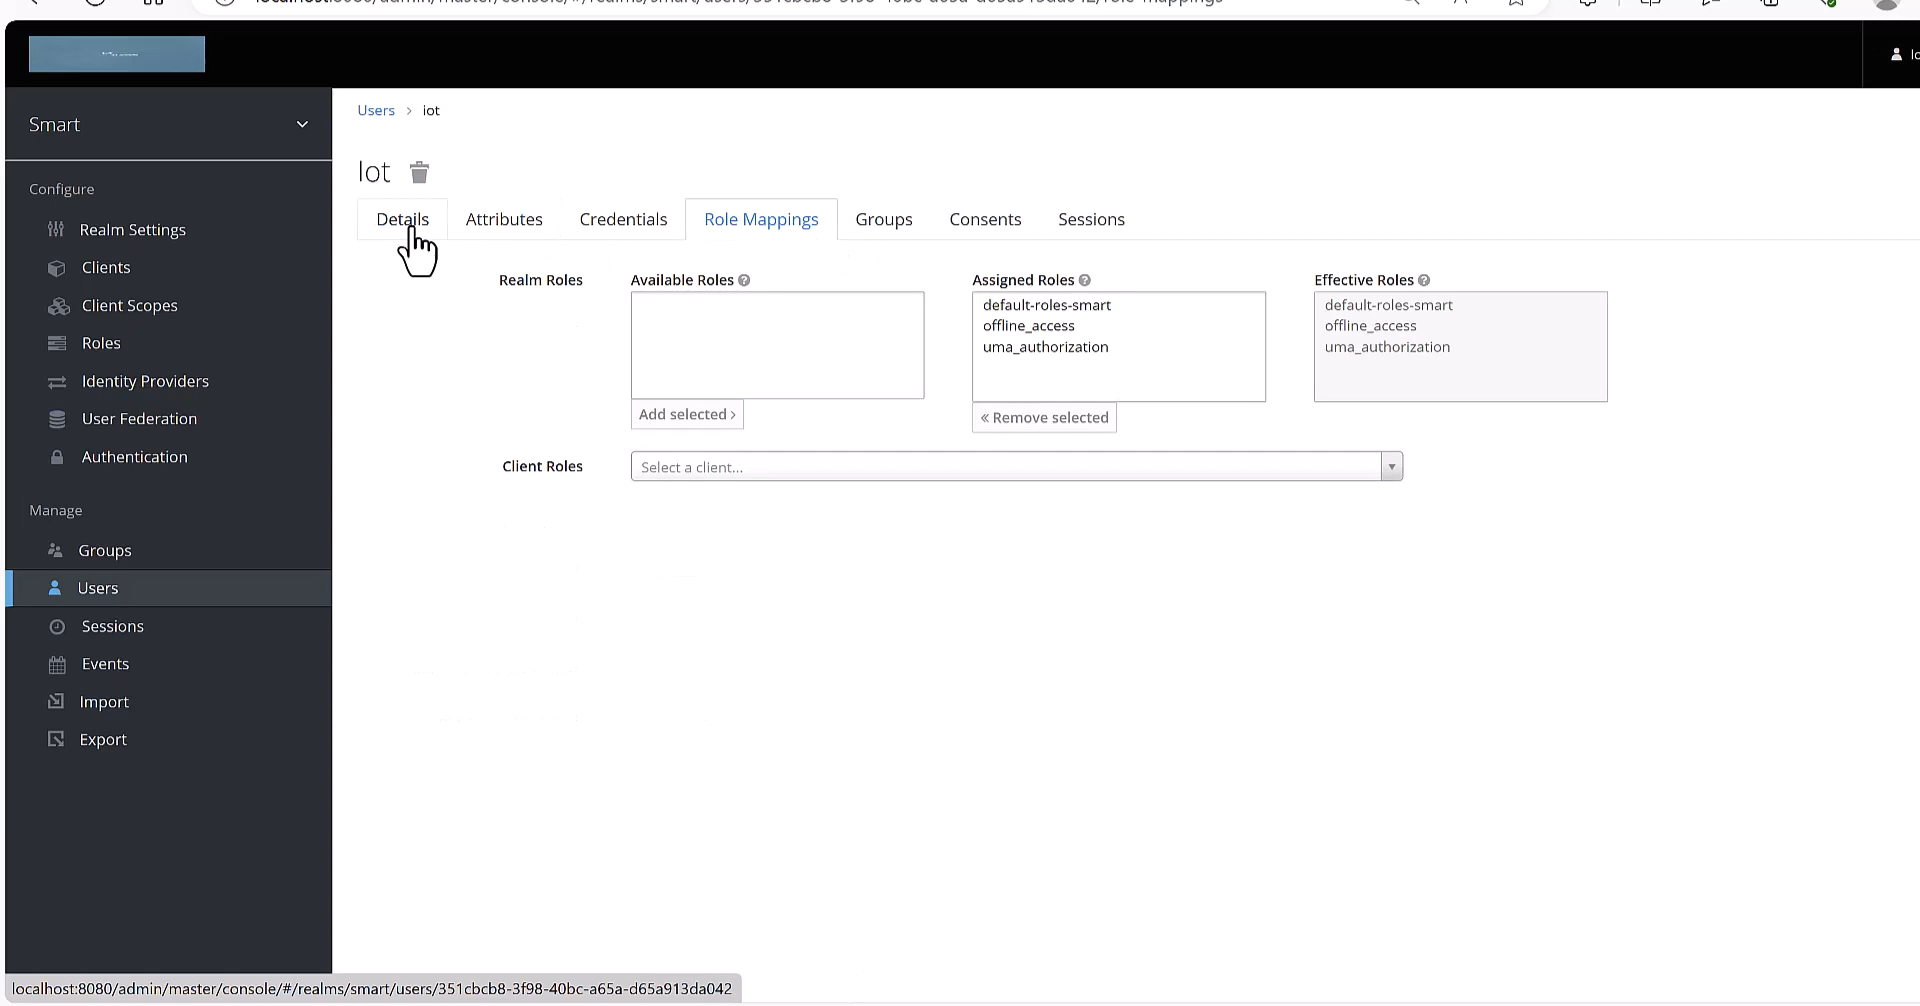 Smart
Configure
Realm Settings
Clients
Client Scopes
Roles
Identity Providers
User Federation
Authentication
Manage
Groups
Users
Sessions
Events
Import
Export
Users > iot
Iot
Details Attributes Credentials Role Mappings Groups Consents Sessions
Realm Roles
Available Roles
Add selected >
Assigned Roles
default-roles-smart
offline_access
uma_authorization
« Remove selected
Effective Roles
default-roles-smart
offline_access
uma_authorization
Client Roles
Select a client...
localhost:8080/admin/master/console/#/realms/smart/users/351cbcb8-3f98-40bc-a65a-d65a913da042